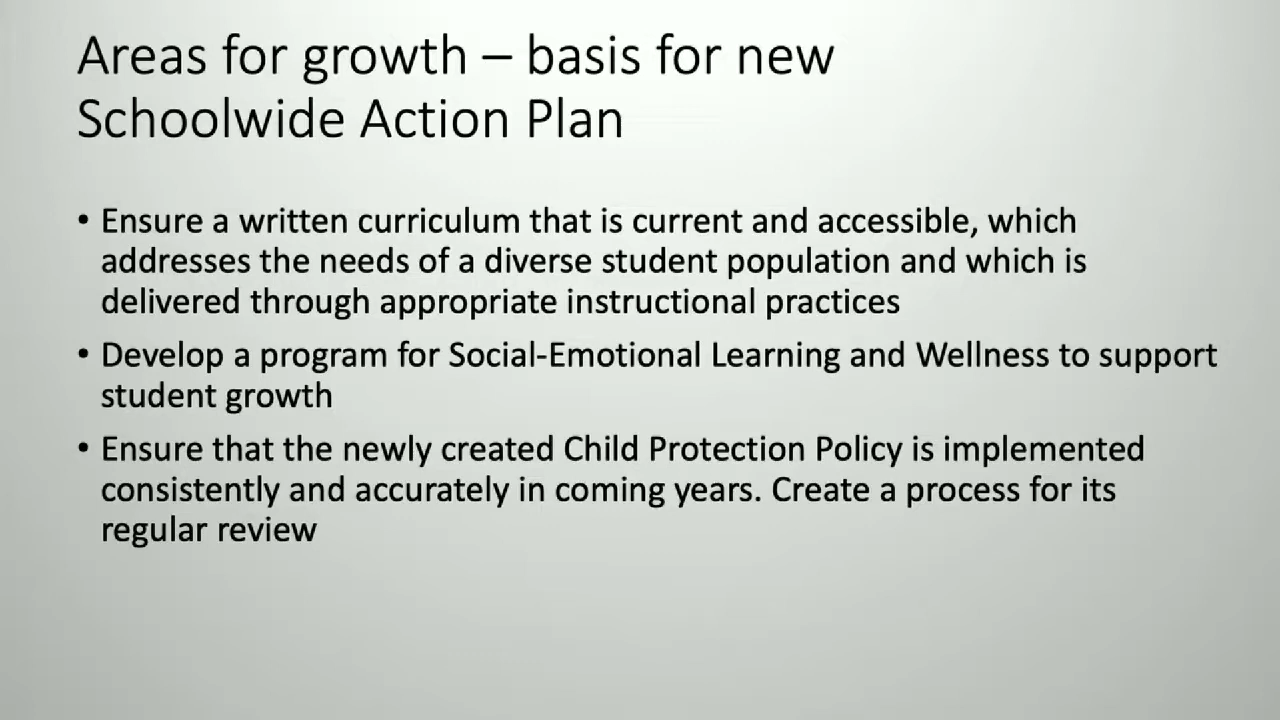 Areas for growth – basis for new
Schoolwide Action Plan
• Ensure a written curriculum that is current and accessible, which
addresses the needs of a diverse student population and which is
delivered through appropriate instructional practices
• Develop a program for Social-Emotional Learning and Wellness to support
student growth
• Ensure that the newly created Child Protection Policy is implemented
consistently and accurately in coming years. Create a process for its
regular review